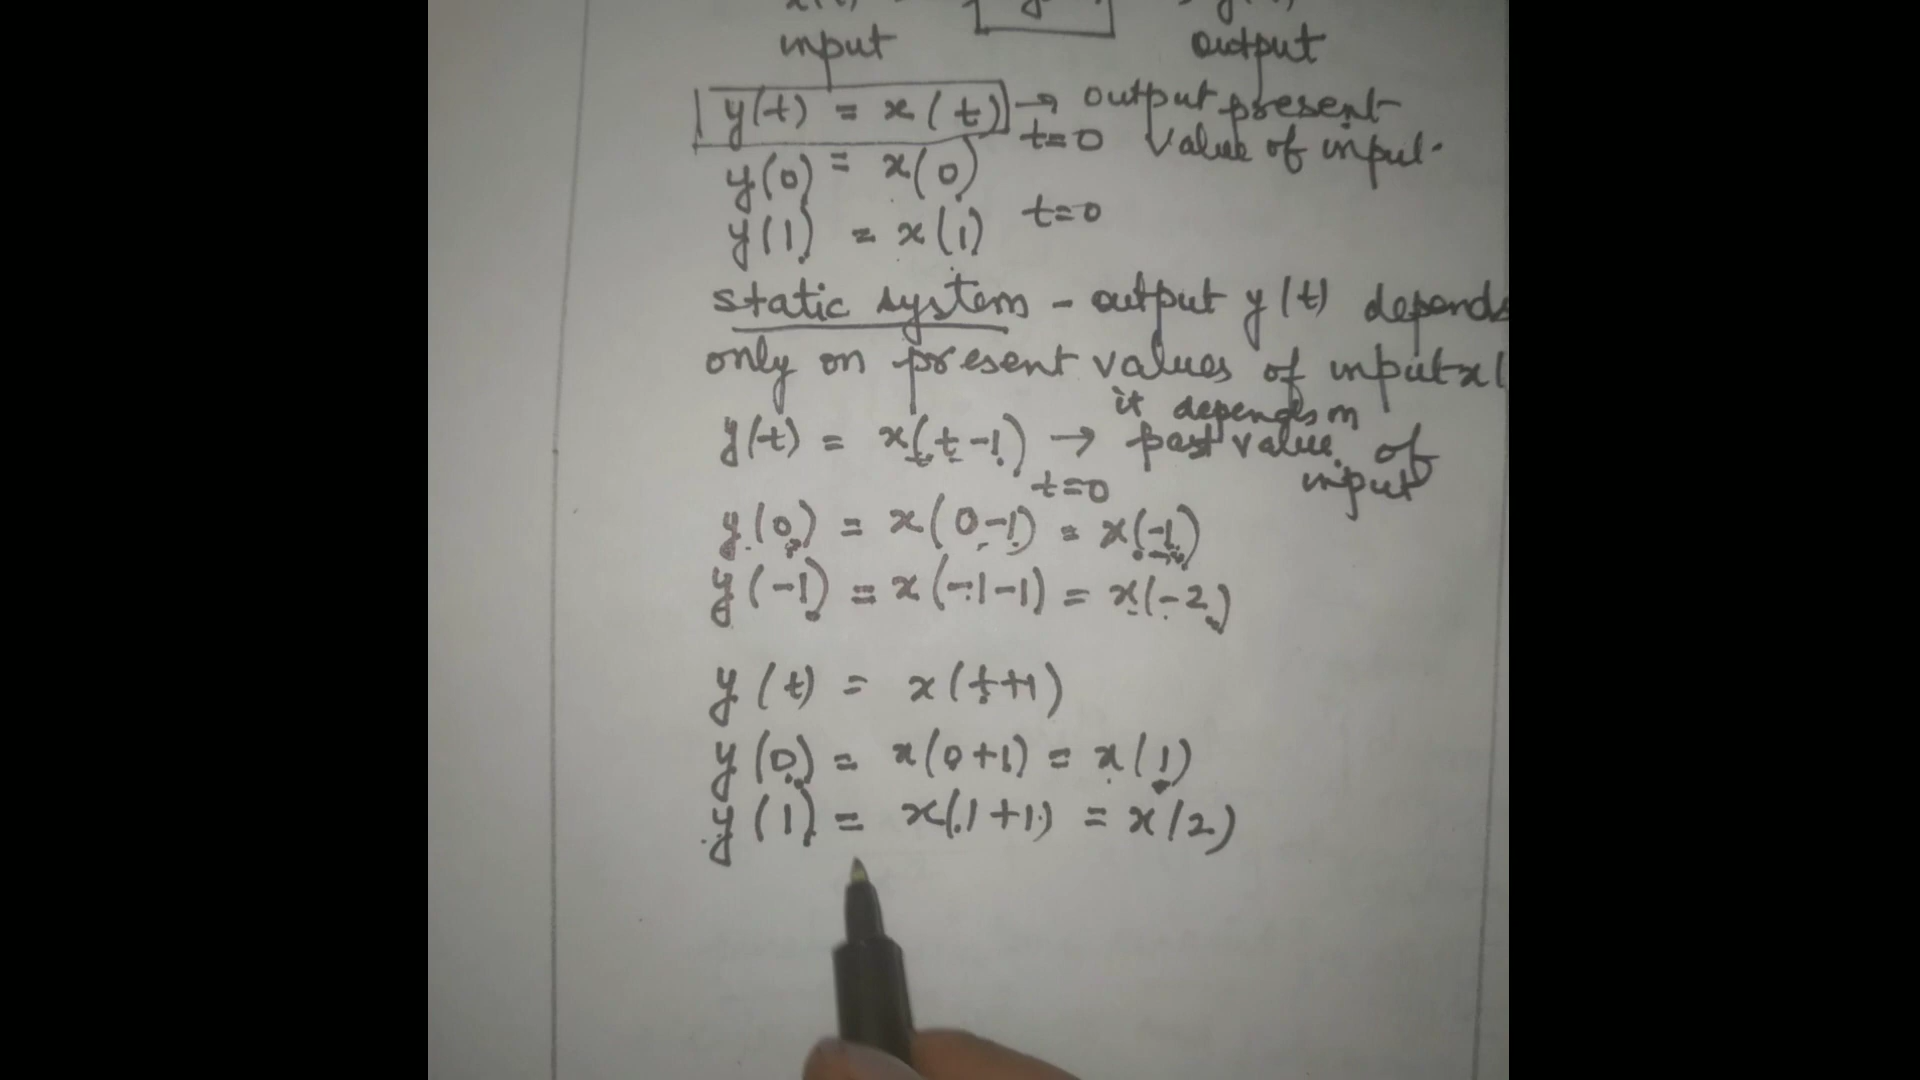 input output
y(t) = x(t) → output present
t=0 value of input.
y(0) = x(0)
t=0
y(1) = x(1)
static system - output y(t) depends
only on present values of input x(
it depends on
y(t) = x(t-1) → past value of
input
t=0
y(0) = x(0-1) = x(-1)
y(-1) = x(-1-1) = x(-2)
y(t) = x(t+1)
y(0) = x(0+1) = x(1)
y(1) = x(1+1) = x(2)